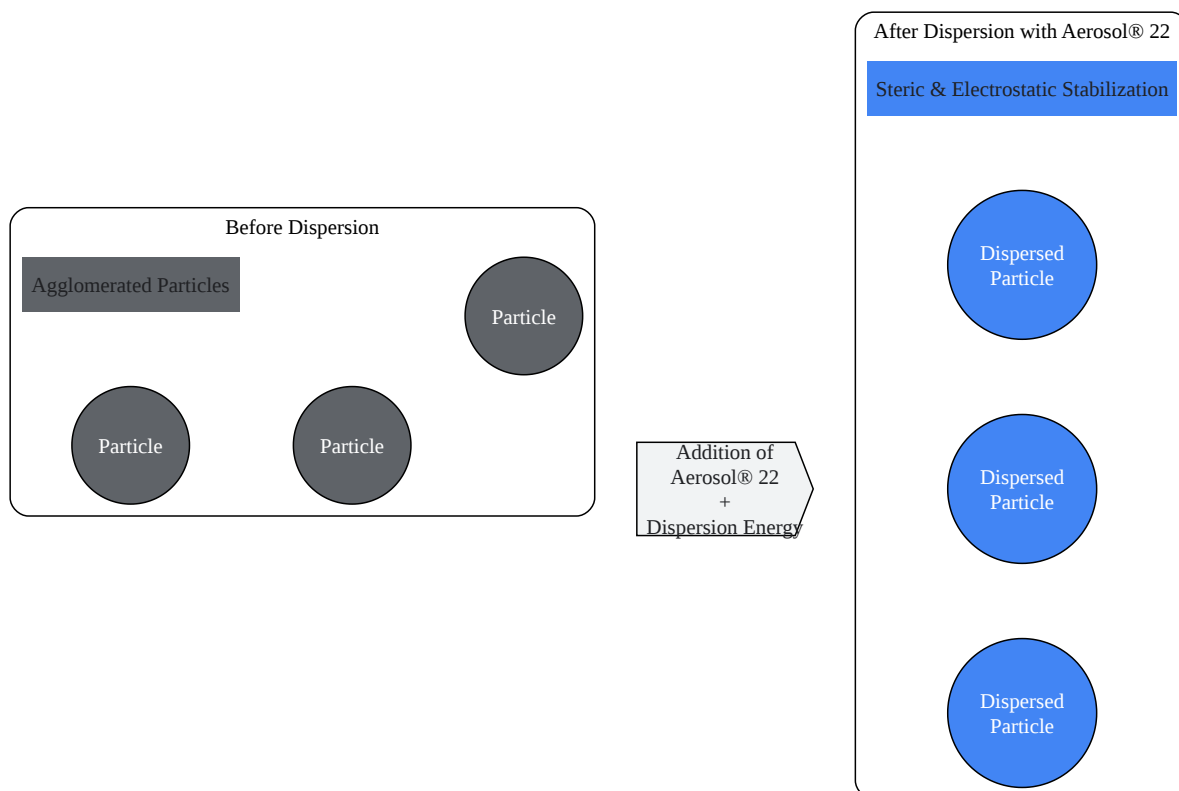 Before Dispersion
Agglomerated Particles
Particle
Particle
Particle
Addition of
Aerosol® 22
+
Dispersion Energy
After Dispersion with Aerosol® 22
Steric & Electrostatic Stabilization
Dispersed
Particle
Dispersed
Particle
Dispersed
Particle